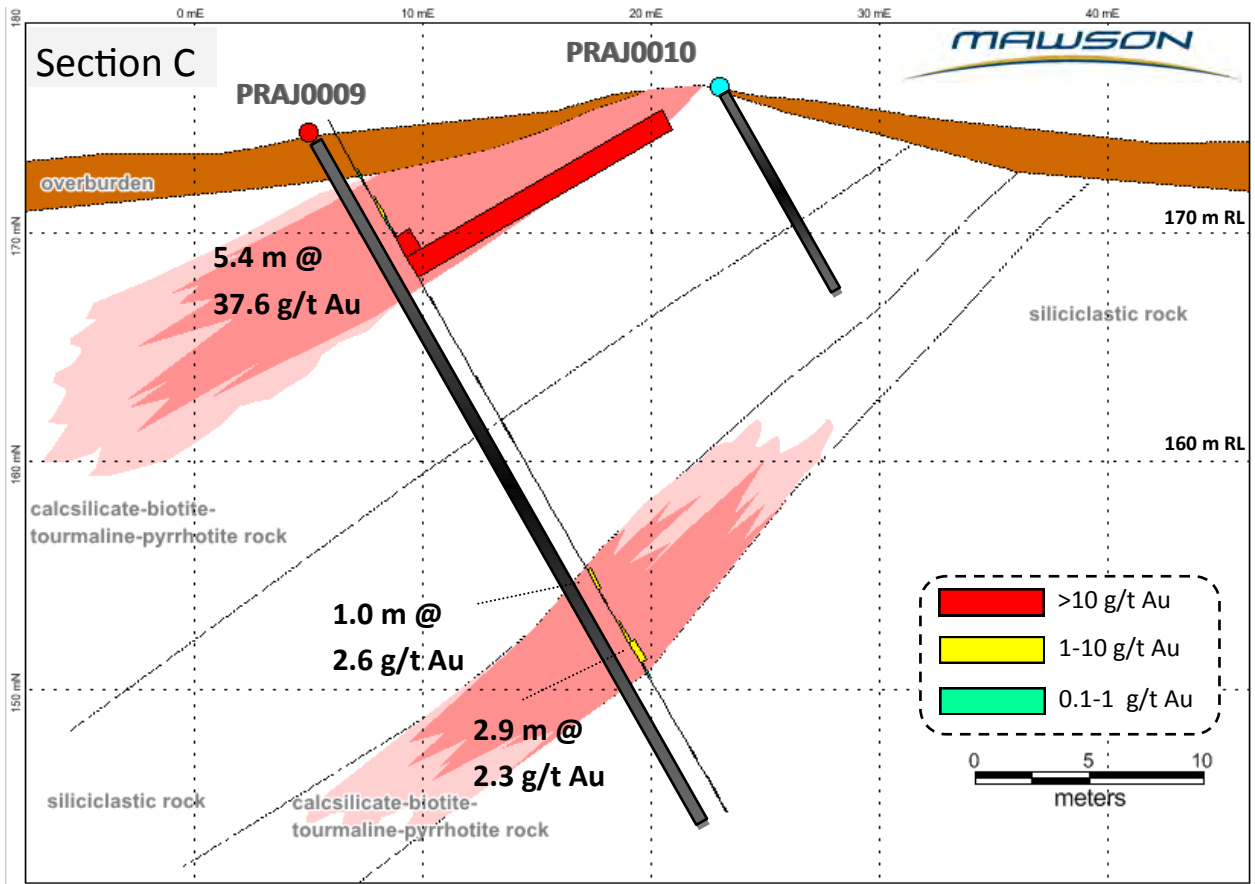 0 mE
10 mE
20 mE
30 mE
40 mE
180
Section C
PRAJ0010
MAWSON
PRAJ0009
overburden
170 m RL
170 mN
5.4 m @
37.6 g/t Au
siliciclastic rock
160 m RL
160 mN
calcsilicate-biotite-
tourmaline-pyrrhotite rock
1.0 m @
2.6 g/t Au
>10 g/t Au
1-10 g/t Au
0.1-1 g/t Au
150 mN
2.9 m @
2.3 g/t Au
0 5 10
meters
siliciclastic rock
calcsilicate-biotite-
tourmaline-pyrrhotite rock